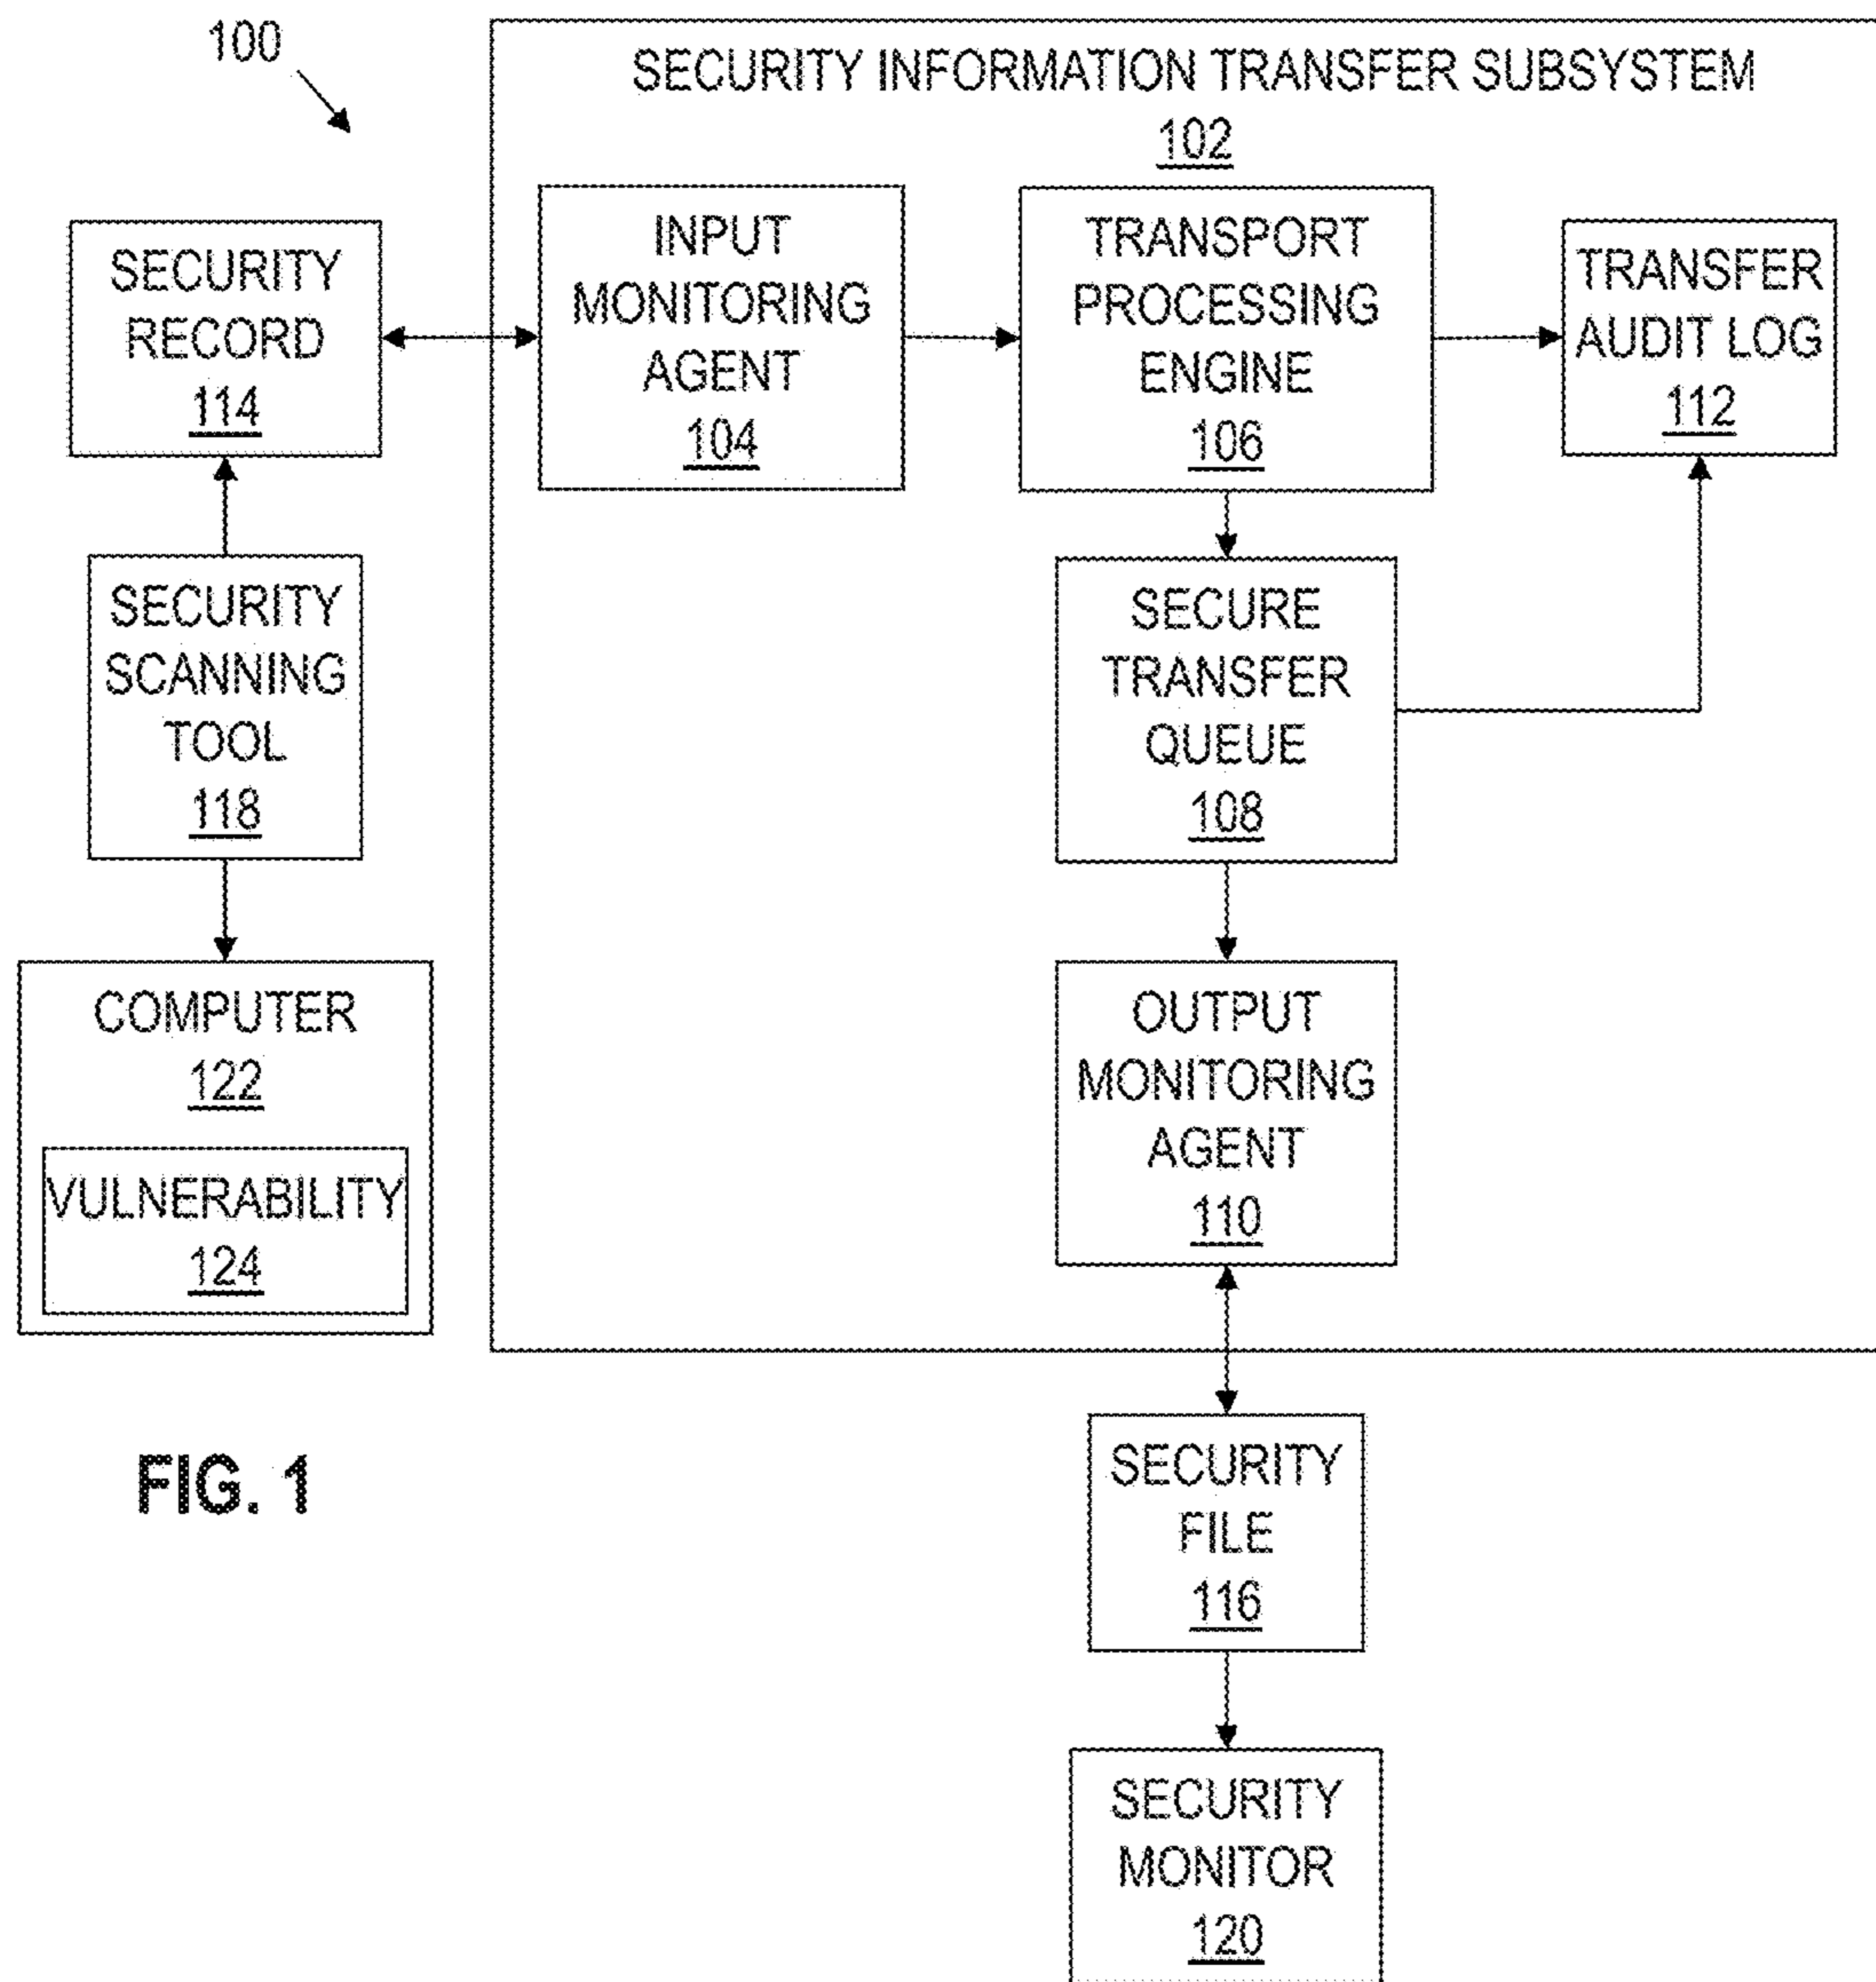 100
SECURITY INFORMATION TRANSFER SUBSYSTEM
102
SECURITY
RECORD
114
INPUT
MONITORING
AGENT
104
TRANSPORT
PROCESSING
ENGINE
106
TRANSFER
AUDIT LOG
112
SECURITY
SCANNING
TOOL
118
SECURE
TRANSFER
QUEUE
108
COMPUTER
122
VULNERABILITY
124
OUTPUT
MONITORING
AGENT
110
SECURITY
FILE
116
SECURITY
MONITOR
120
FIG. 1